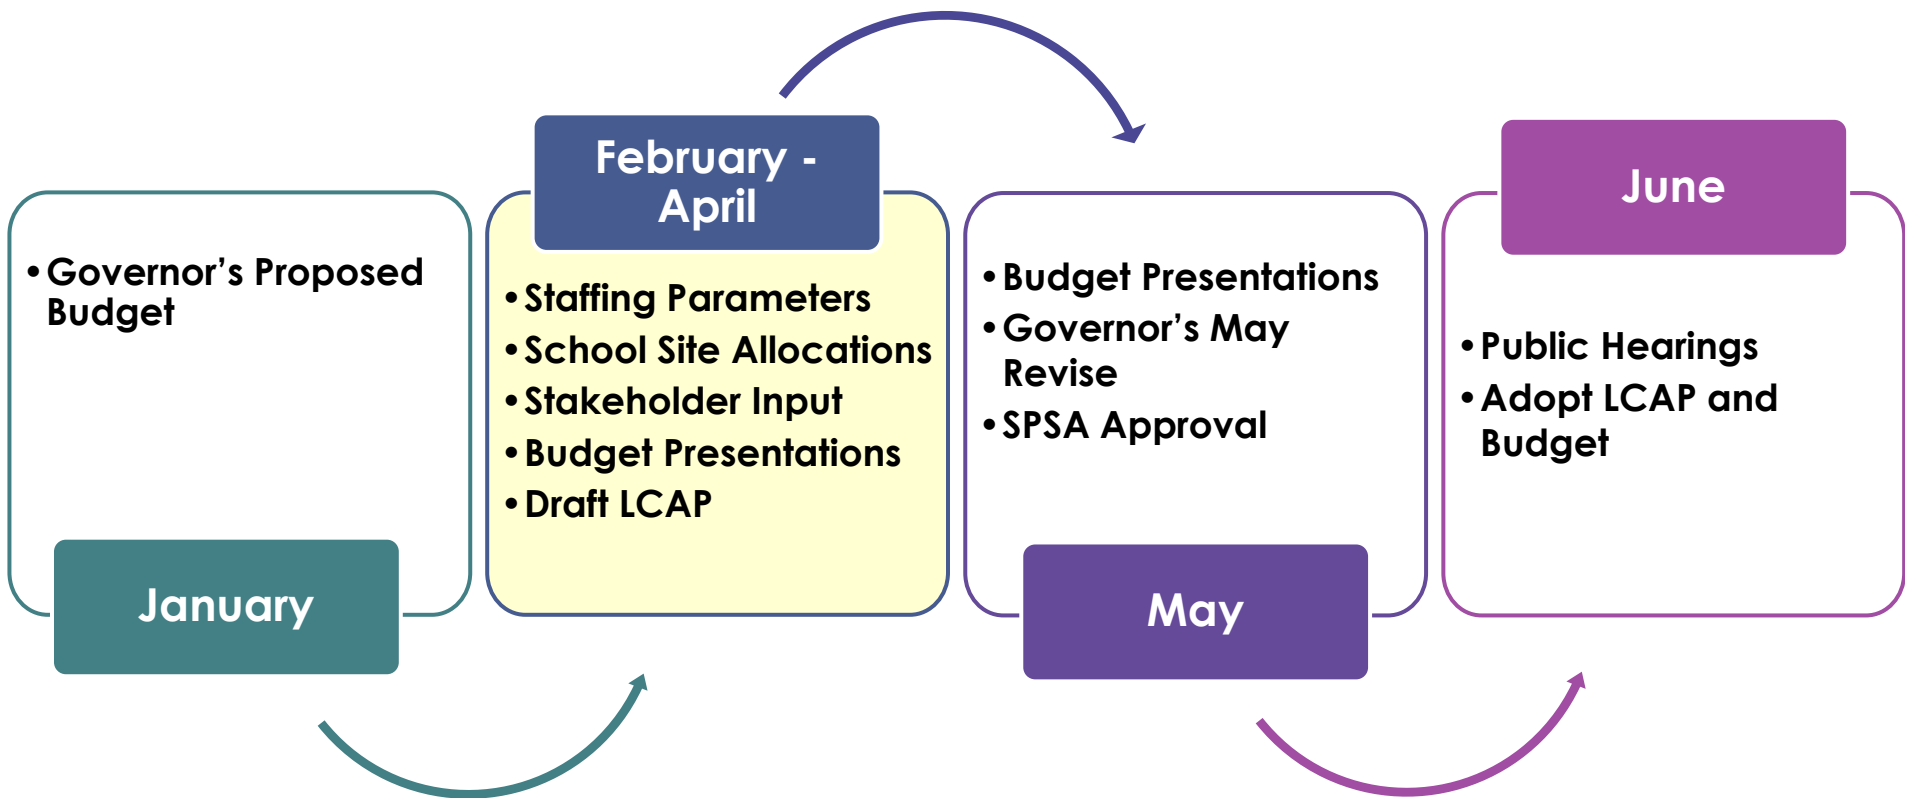 • Governor’s Proposed
Budget
January
February -
April
• Staffing Parameters
• School Site Allocations
• Stakeholder Input
• Budget Presentations
• Draft LCAP
• Budget Presentations
• Governor’s May
Revise
• SPSA Approval
May
June
• Public Hearings
• Adopt LCAP and
Budget